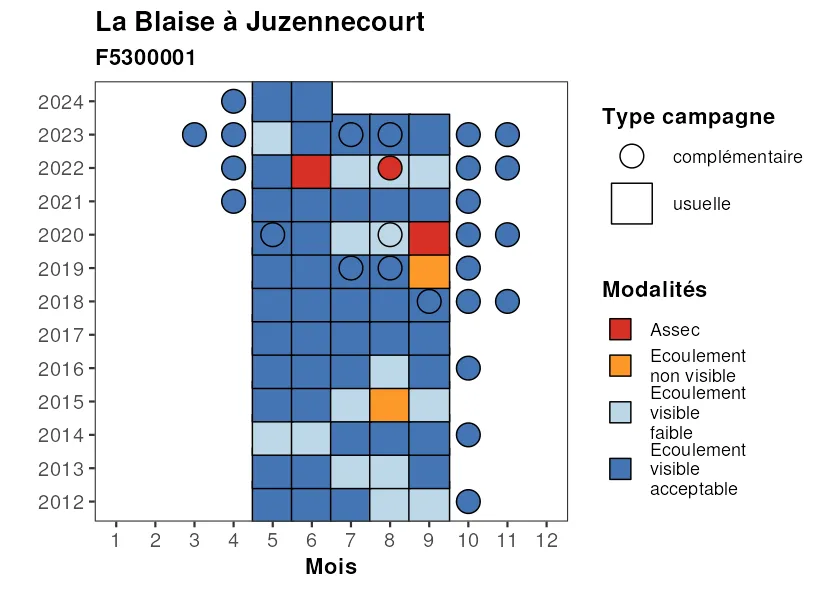 La Blaise à Juzennecourt
F5300001
2024
2023
2022
2021
2020
2019
2018
2017
2016
2015
2014
2013
2012
1 2 3 4 5 6 7 8 9 10 11 12
Mois
Type campagne
complémentaire
usuelle
Modalités
Assec
Ecoulement
non visible
Ecoulement
visible
faible
Ecoulement
visible
acceptable